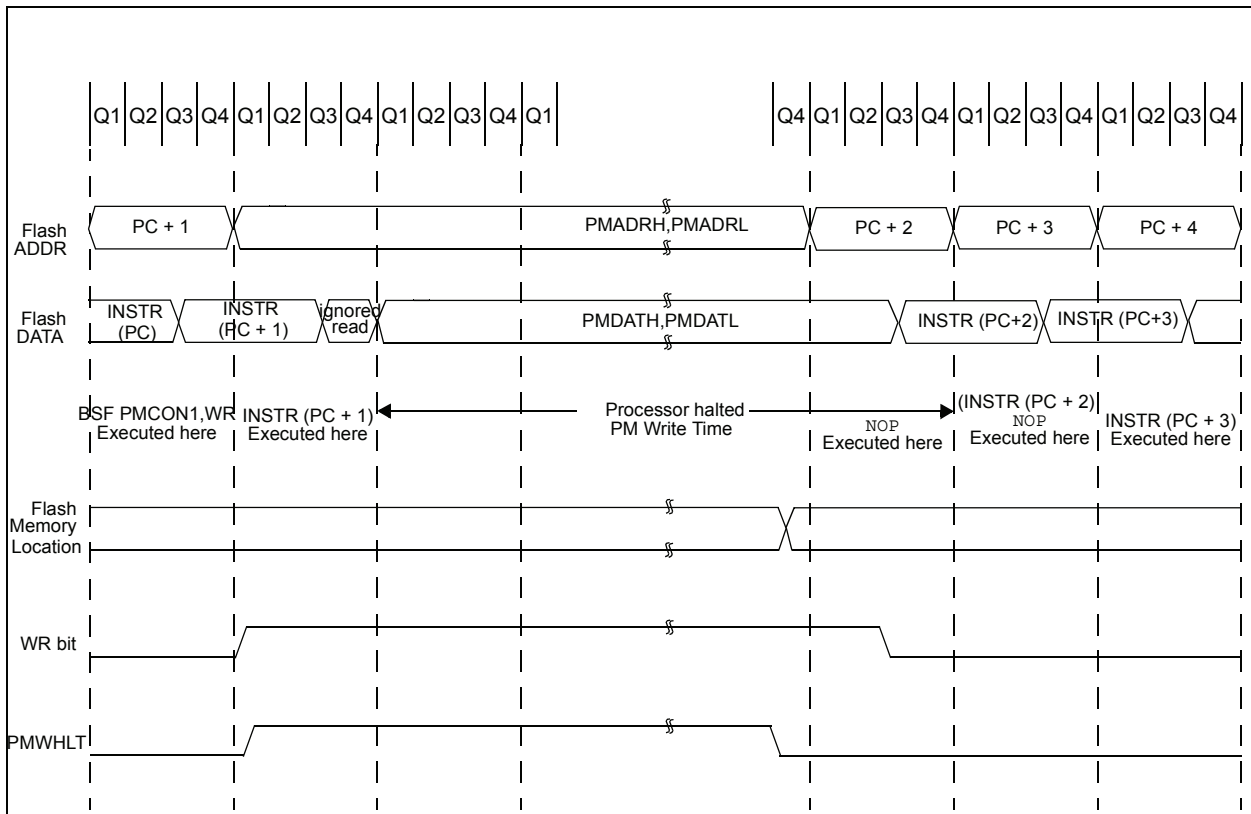 Q1 Q2 Q3 Q4 Q1 Q2 Q3 Q4 Q1 Q2 Q3 Q4 Q1 Q4 Q1 Q2 Q3 Q4 Q1 Q2 Q3 Q4 Q1 Q2 Q3 Q4
Flash
ADDR
PC + 1
PMADRH,PMADRL
PC + 2
PC + 3
PC + 4
Flash
DATA
INSTR
(PC)
INSTR
(PC + 1)
ignored
read
PMDATH,PMDATL
INSTR (PC+2)
INSTR (PC+3)
BSF PMCON1,WR
Executed here
INSTR (PC + 1)
Executed here
Processor halted
PM Write Time
NOP
Executed here
(INSTR (PC + 2)
NOP
Executed here
INSTR (PC + 3)
Executed here
Flash
Memory
Location
WR bit
PMWHLT